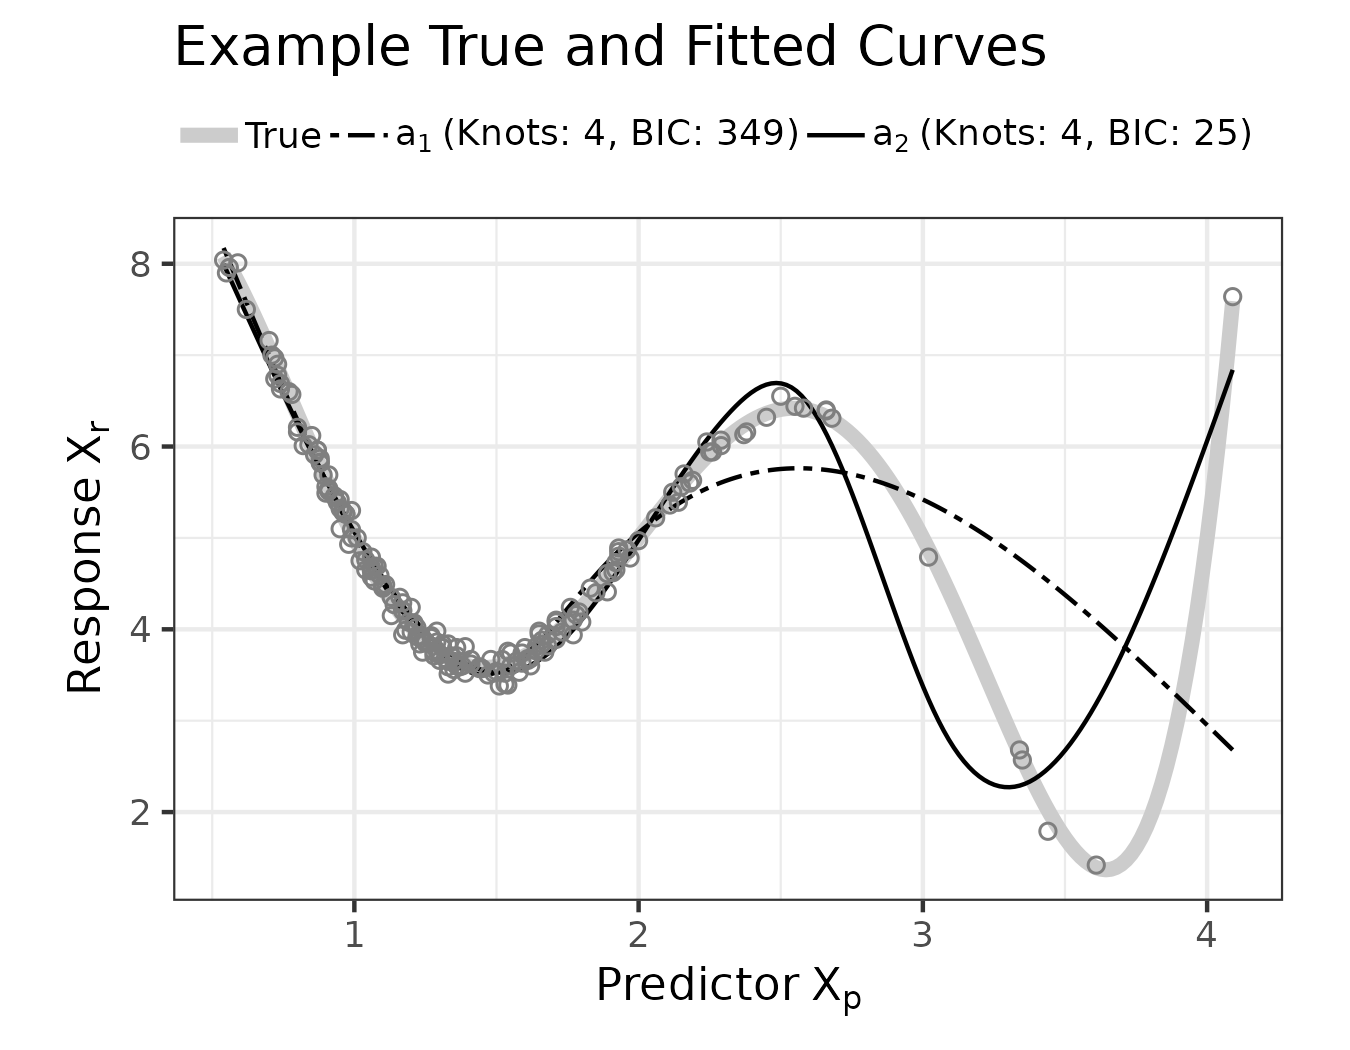 Example True and Fitted Curves
True a₁ (Knots: 4, BIC: 349) a₂ (Knots: 4, BIC: 25)
8
6
4
2
Response Xᵣ
1 2 3 4
Predictor Xₚ